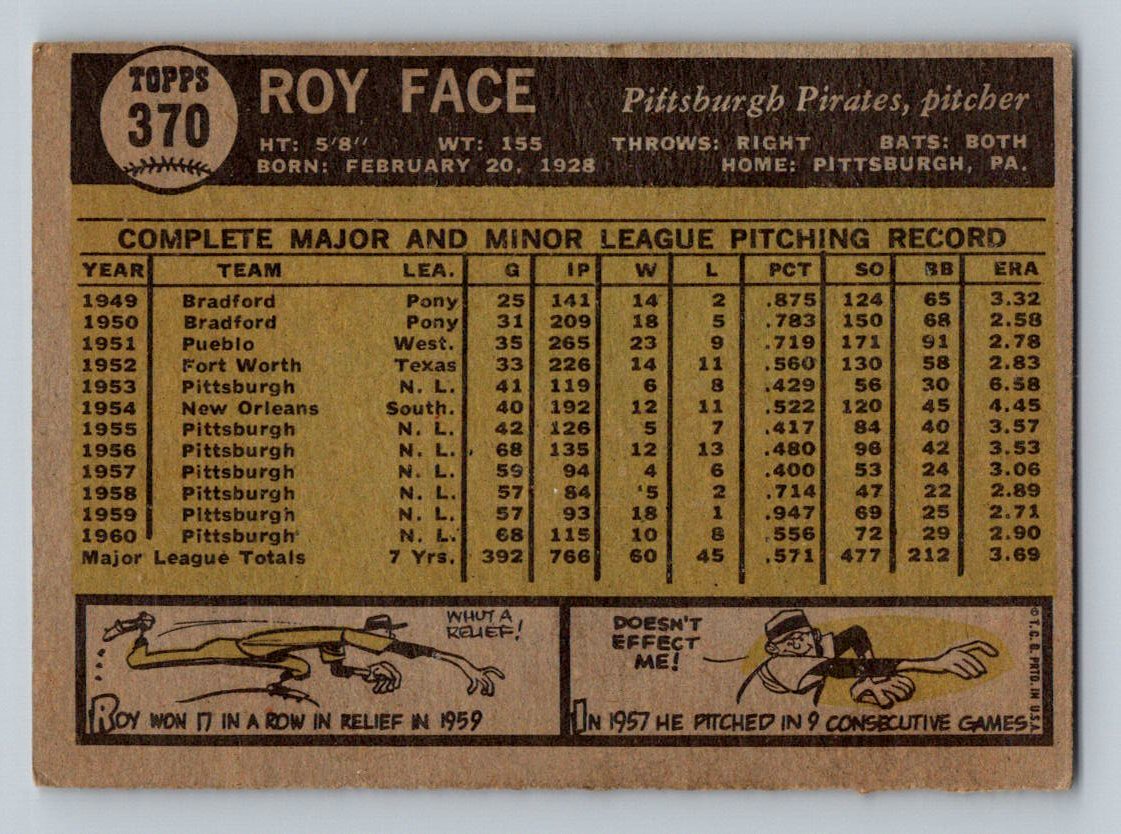 TOPPS
370
ROY FACE
Pittsburgh Pirates, pitcher
HT: 5'8" WT: 155 THROWS: RIGHT BATS: BOTH
BORN: FEBRUARY 20, 1928 HOME: PITTSBURGH, PA.
COMPLETE MAJOR AND MINOR LEAGUE PITCHING RECORD
YEAR TEAM LEA. G IP W L PCT SO BB ERA
1949 Bradford Pony 25 141 14 2 .875 124 65 3.32
1950 Bradford Pony 31 209 18 5 .783 150 68 2.58
1951 Pueblo West. 35 265 23 9 .719 171 91 2.78
1952 Fort Worth Texas 33 226 14 11 .560 130 58 2.83
1953 Pittsburgh N. L. 41 119 6 8 .429 56 30 6.58
1954 New Orleans South. 40 192 12 11 .522 120 45 4.45
1955 Pittsburgh N. L. 42 126 5 7 .417 84 40 3.57
1956 Pittsburgh N. L. 68 135 12 13 .480 96 42 3.53
1957 Pittsburgh N. L. 59 94 4 6 .400 53 24 3.06
1958 Pittsburgh N. L. 57 84 5 2 .714 47 22 2.89
1959 Pittsburgh N. L. 57 93 18 1 .947 69 25 2.71
1960 Pittsburgh N. L. 68 115 10 8 .556 72 29 2.90
Major League Totals 7 Yrs. 392 766 60 45 .571 477 212 3.69
WHUT A
RELIEF!
ROY WON 17 IN A ROW IN RELIEF IN 1959
DOESN'T
EFFECT
ME!
IN 1957 HE PITCHED IN 9 CONSECUTIVE GAMES
© T. C. G. PRTD. IN U.S.A.